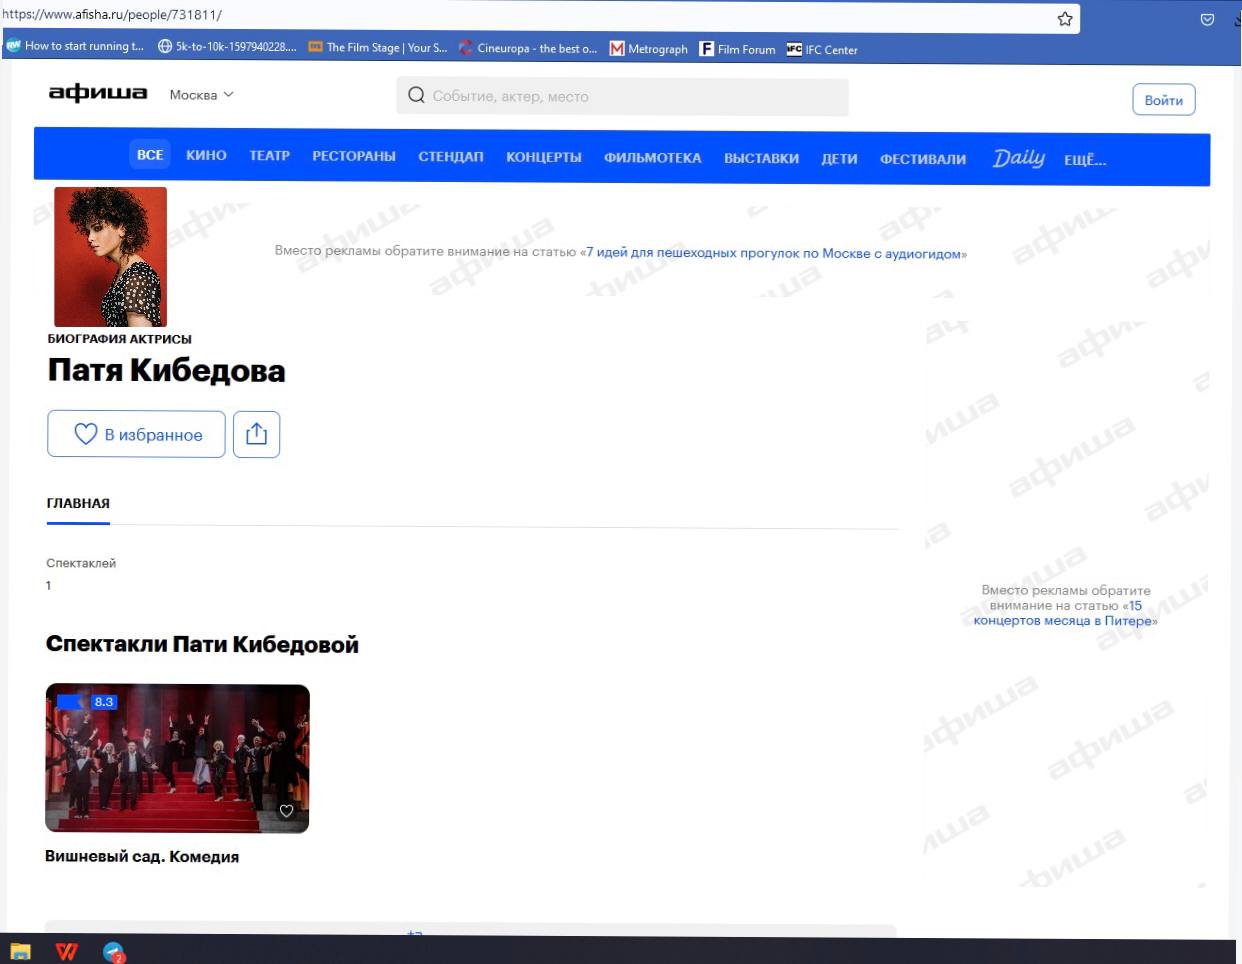 https://www.afisha.ru/people/731811/
How to start running t... 5k-to-10k-1597940228.... The Film Stage | Your S... Cineuropa - the best o... Metrograph Film Forum IFC Center
афиша Москва Событие, актер, место Войти
ВСЕ КИНО ТЕАТР РЕСТОРАНЫ СТЕНДАП КОНЦЕРТЫ ФИЛЬМОТЕКА ВЫСТАВКИ ДЕТИ ФЕСТИВАЛИ Daily ЕЩЁ...
Вместо рекламы обратите внимание на статью «7 идей для пешеходных прогулок по Москве с аудиогидом»
БИОГРАФИЯ АКТРИСЫ
Патя Кибедова
В избранное
ГЛАВНАЯ
Спектаклей
1
Вместо рекламы обратите
внимание на статью «15
концертов месяца в Питере»
Спектакли Пати Кибедовой
8.3
Вишневый сад. Комедия
2